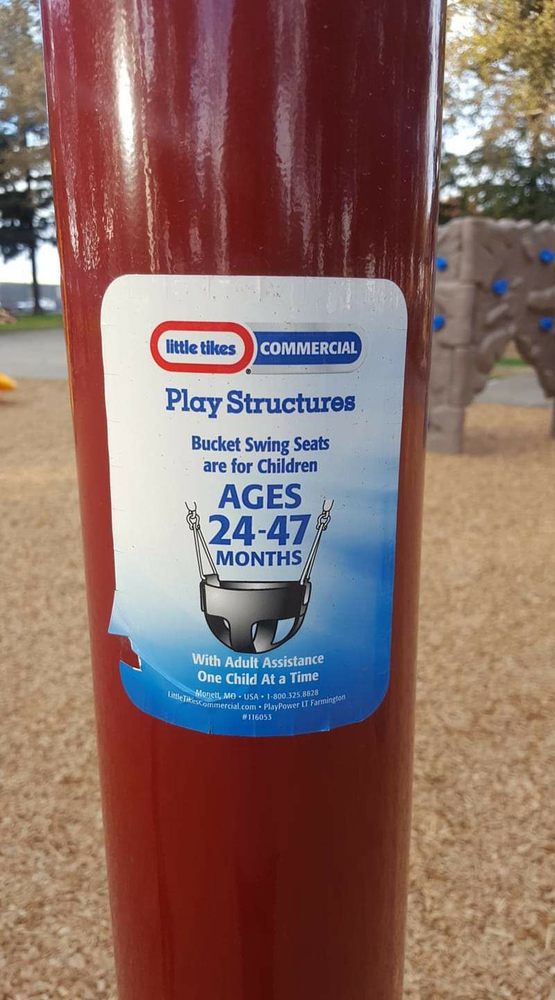 little tikes COMMERCIAL
Play Structures
Bucket Swing Seats
are for Children
AGES
24-47
MONTHS
With Adult Assistance
One Child At a Time
Monett, MO • USA • 1-800.325.8828
LittleTikesCommercial.com • PlayPower LT Farmington
#116053